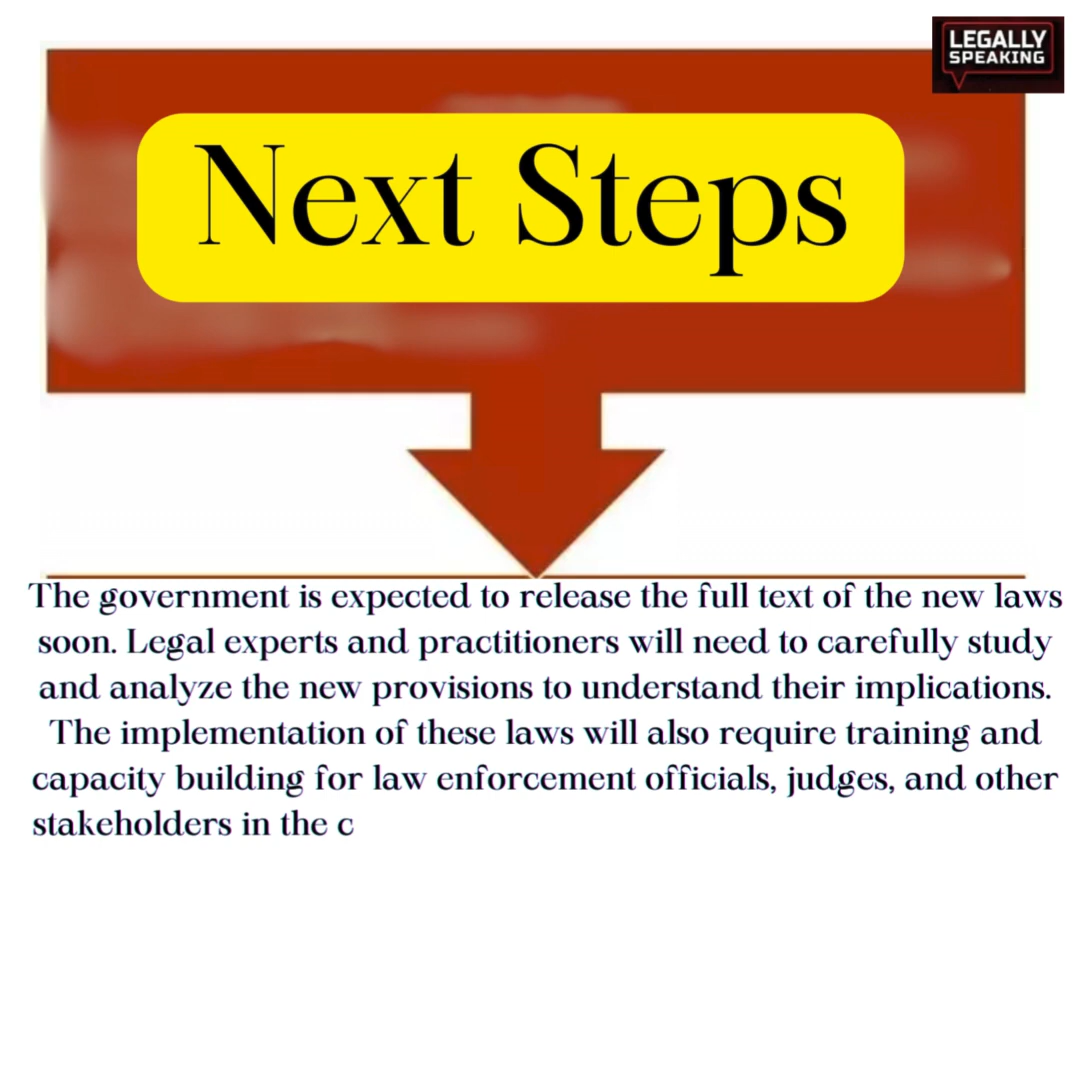 LEGALLY
SPEAKING
Next Steps
The government is expected to release the full text of the new laws
soon. Legal experts and practitioners will need to carefully study
and analyze the new provisions to understand their implications.
The implementation of these laws will also require training and
capacity building for law enforcement officials, judges, and other
stakeholders in the c